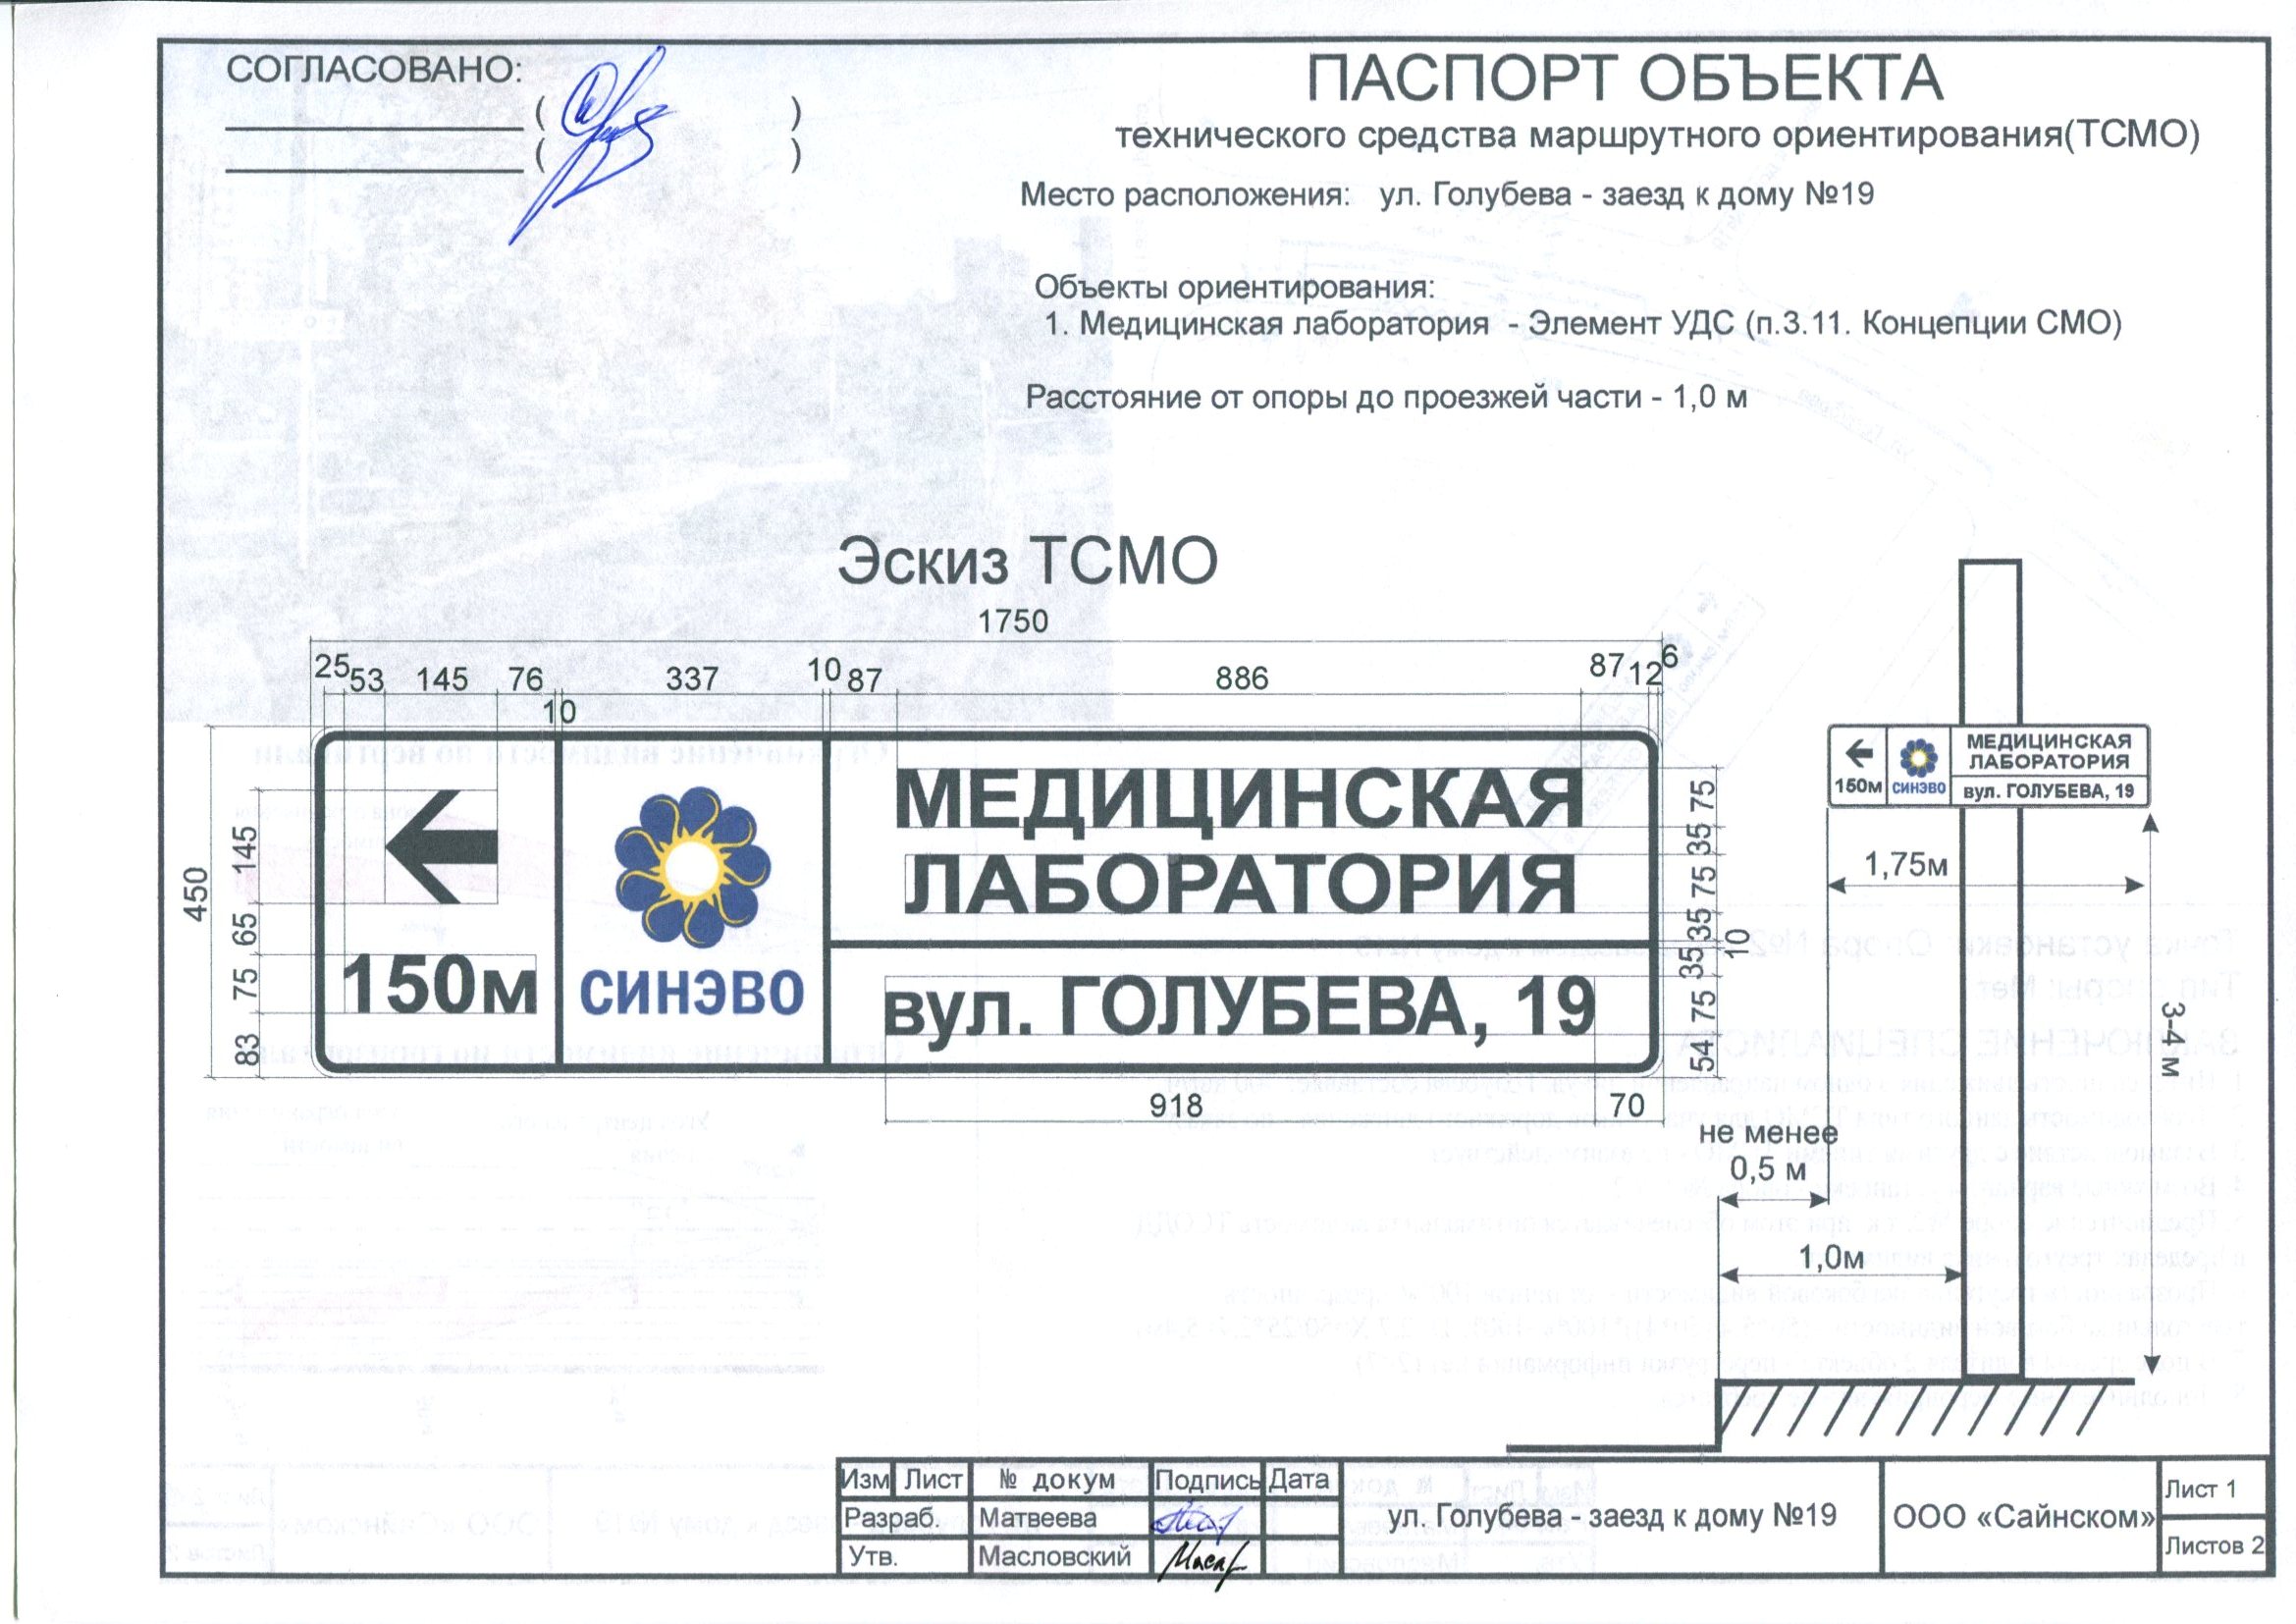 СОГЛАСОВАНО:
( )
( )
ПАСПОРТ ОБЪЕКТА
технического средства маршрутного ориентирования(ТСМО)
Место расположения: ул. Голубева - заезд к дому №19
Объекты ориентирования:
1. Медицинская лаборатория - Элемент УДС (п.3.11. Концепции СМО)
Расстояние от опоры до проезжей части - 1,0 м
Эскиз ТСМО
1750
25 53 145 76 10 337 10 87 886 87 12 6
450
145
65
75
83
150м
СИНЭВО
МЕДИЦИНСКАЯ
ЛАБОРАТОРИЯ
вул. ГОЛУБЕВА, 19
75
35
75
35
10
35
75
54
918 70
150м
СИНЭВО
МЕДИЦИНСКАЯ
ЛАБОРАТОРИЯ
вул. ГОЛУБЕВА, 19
1,75м
3-4 м
не менее
0,5 м
1,0м
Изм Лист № докум Подпись Дата
Разраб. Матвеева
Утв. Масловский
ул. Голубева - заезд к дому №19
ООО «Сайнском»
Лист 1
Листов 2